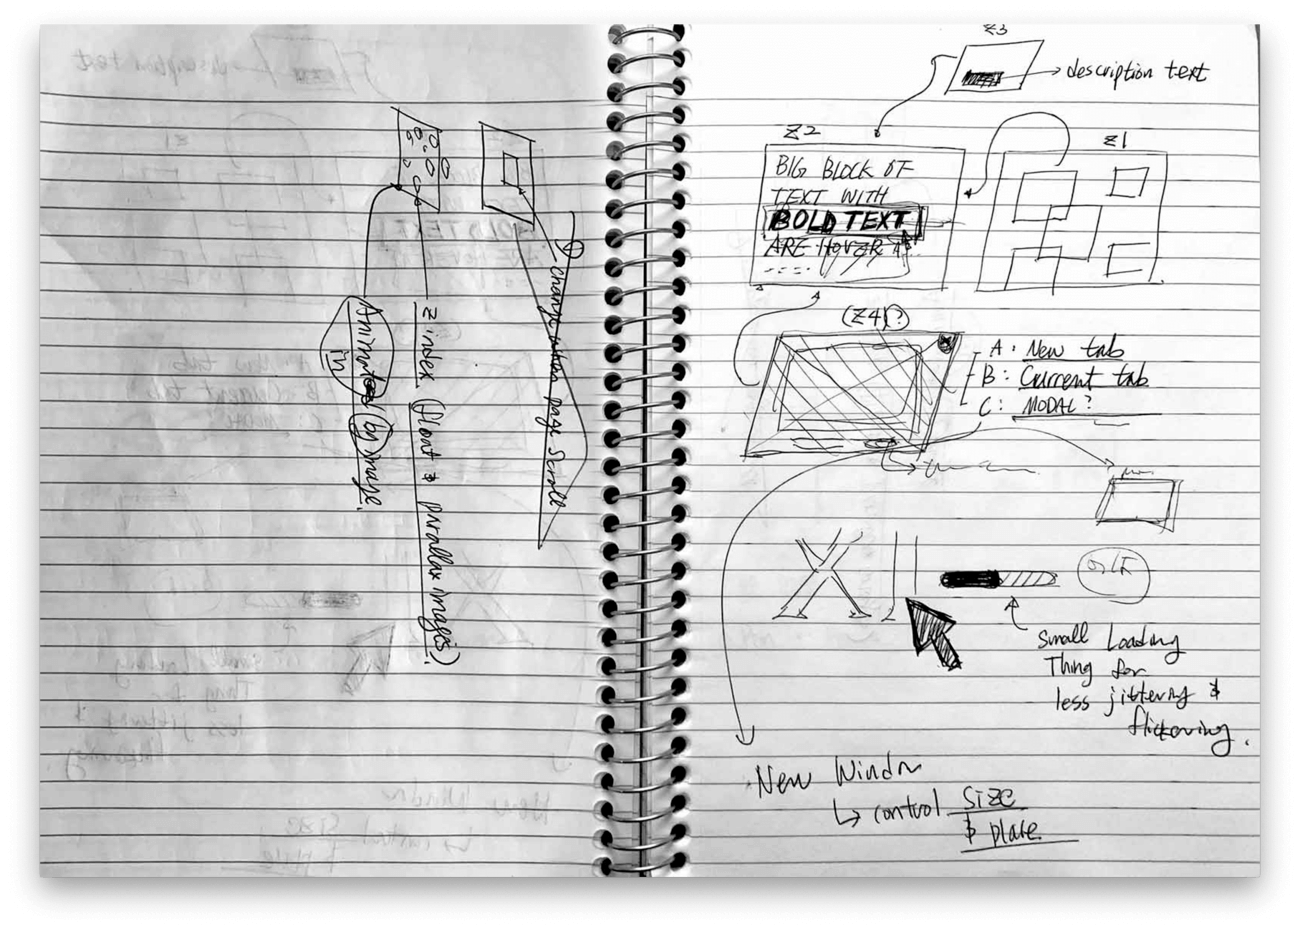 change when page scroll
z index (float & parallax images).
Animated by image.
in
z3
description text
z2
z1
BIG BLOCK OF
TEXT WITH
BOLD TEXT
ARE HOVER
(z4)?
A: New tab
B: Current tab
C: MODAL?
Small Loading
Thing for
less jittering &
flickering.
New Window
↳ control SIZE
& place.